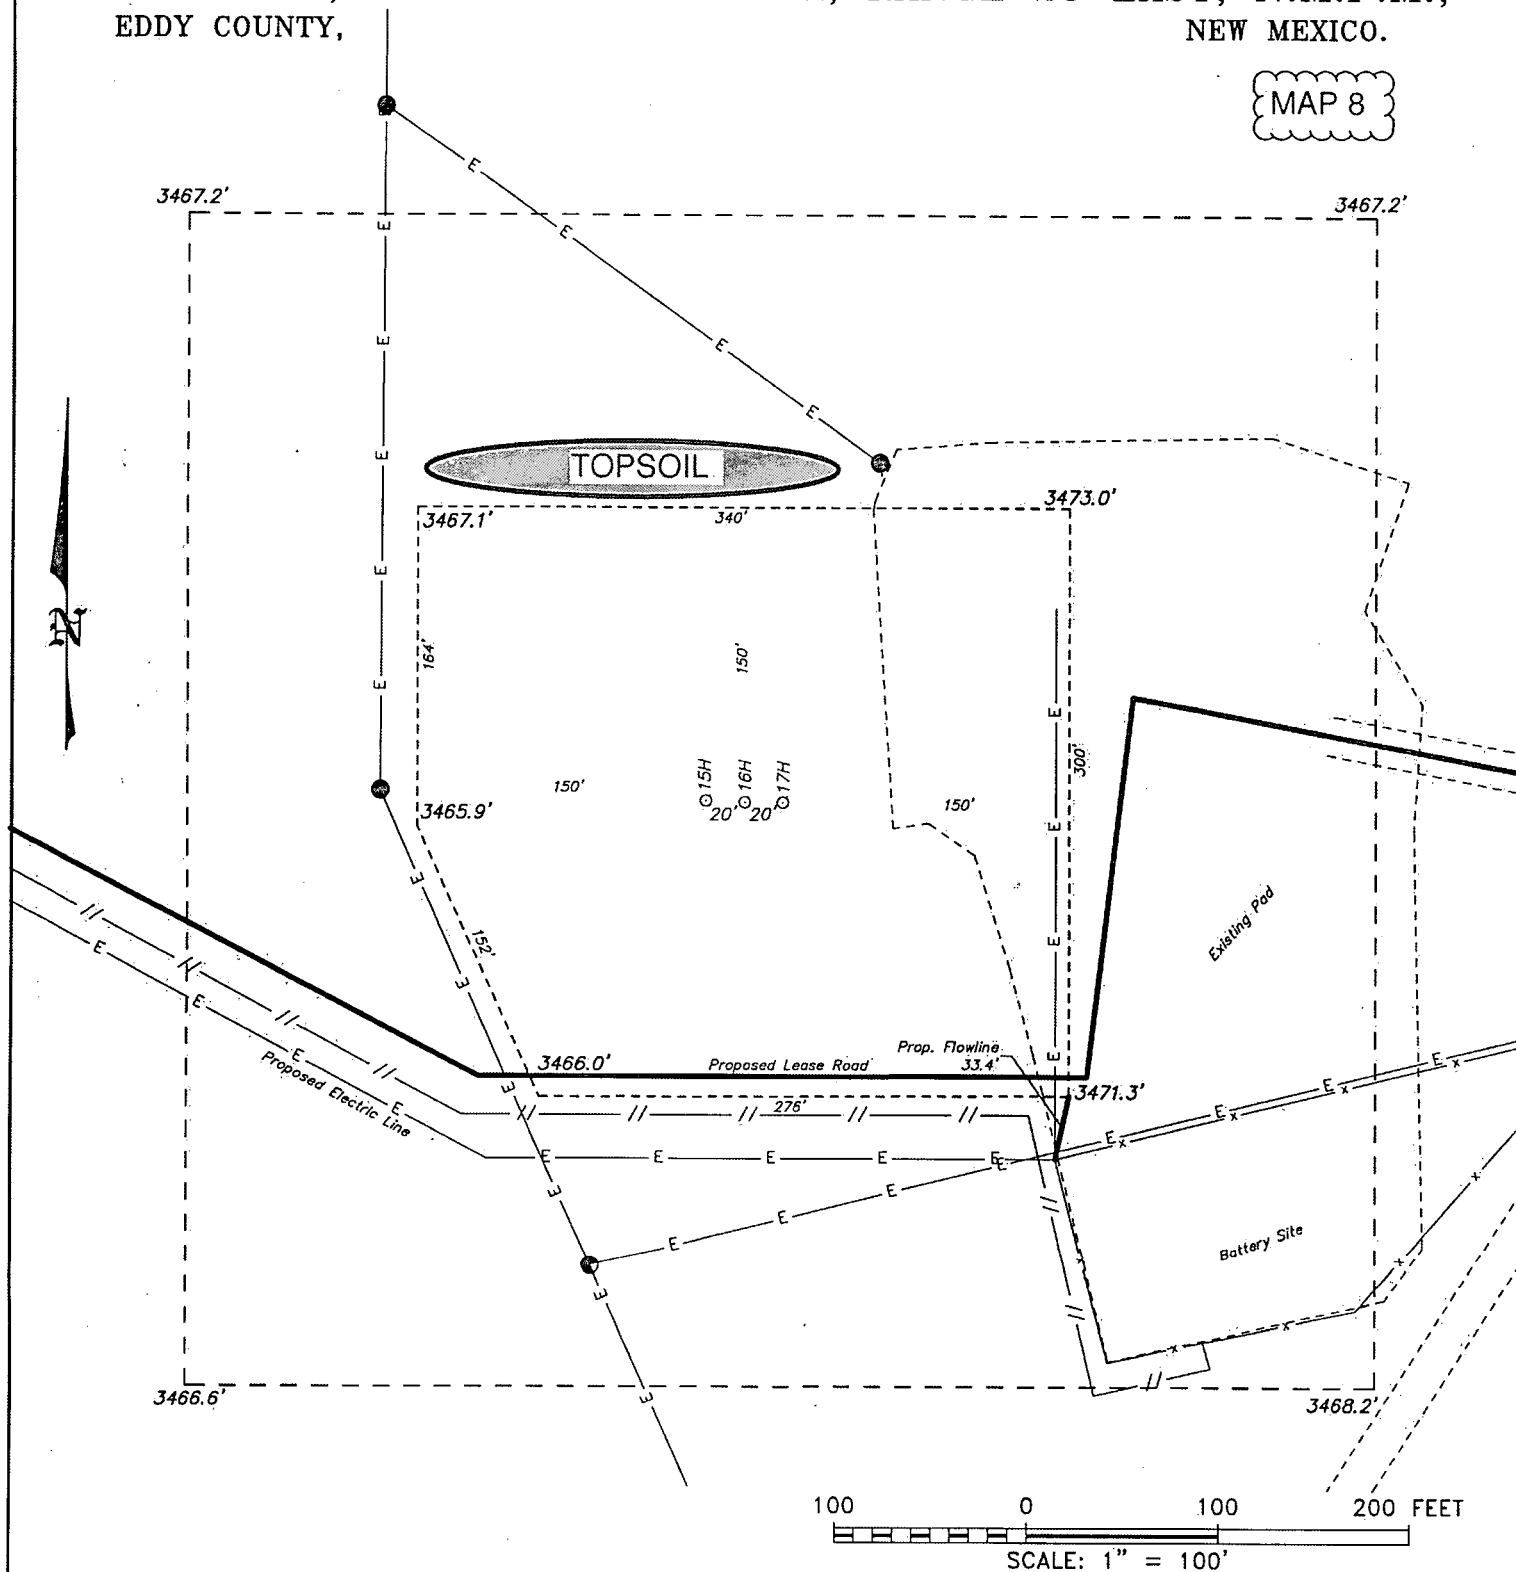 EDDY COUNTY,
NEW MEXICO.
MAP 8
3467.2'
3467.2'
E
E
E
E
E
E
E
E
E
TOPSOIL
3467.1'
340'
3473.0'
164'
150'
N
E
300'
150'
15H
16H
17H
20'
20'
150'
3465.9'
E
E
E
E
152'
Existing Pad
//
E
//
E
//
E
//
E
Proposed Electric Line
3466.0'
Proposed Lease Road
Prop. Flowline
33.4'
E
3471.3'
276'
//
//
//
//
//
E
E
E
E
E
E
E
E
E
E
E
x
x
x
x
E
E
E
//
//
//
x
x
x
x
x
Battery Site
E
E
E
3466.6'
3468.2'
100 0 100 200 FEET
SCALE: 1" = 100'